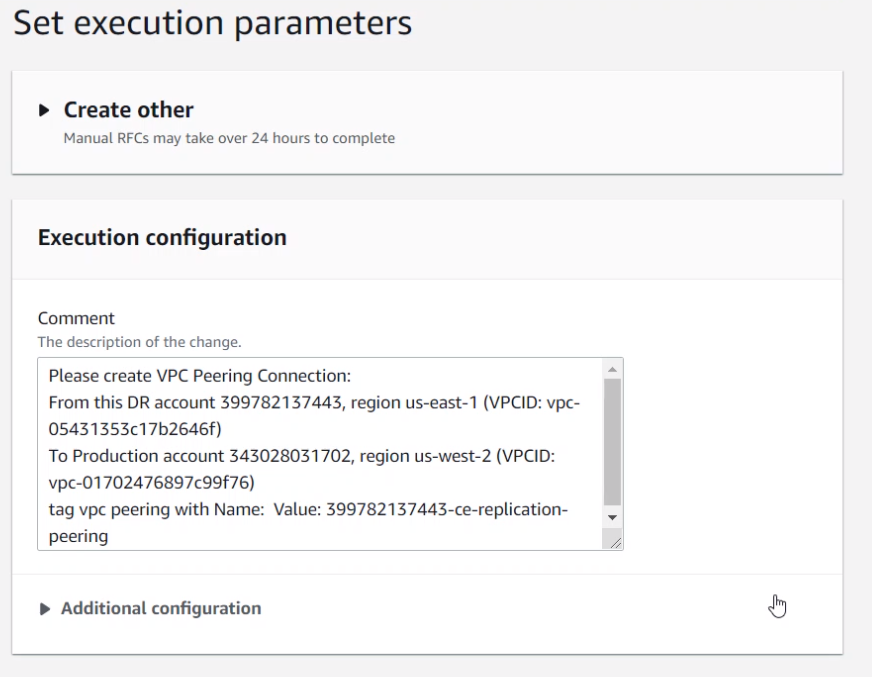 Set execution parameters
Create other
Manual RFCs may take over 24 hours to complete
Execution configuration
Comment
The description of the change.
Please create VPC Peering Connection:
From this DR account 399782137443, region us-east-1 (VPCID: vpc-
05431353c17b2646f)
To Production account 343028031702, region us-west-2 (VPCID:
vpc-01702476897c99f76)
tag vpc peering with Name:  Value: 399782137443-ce-replication-
peering
Additional configuration